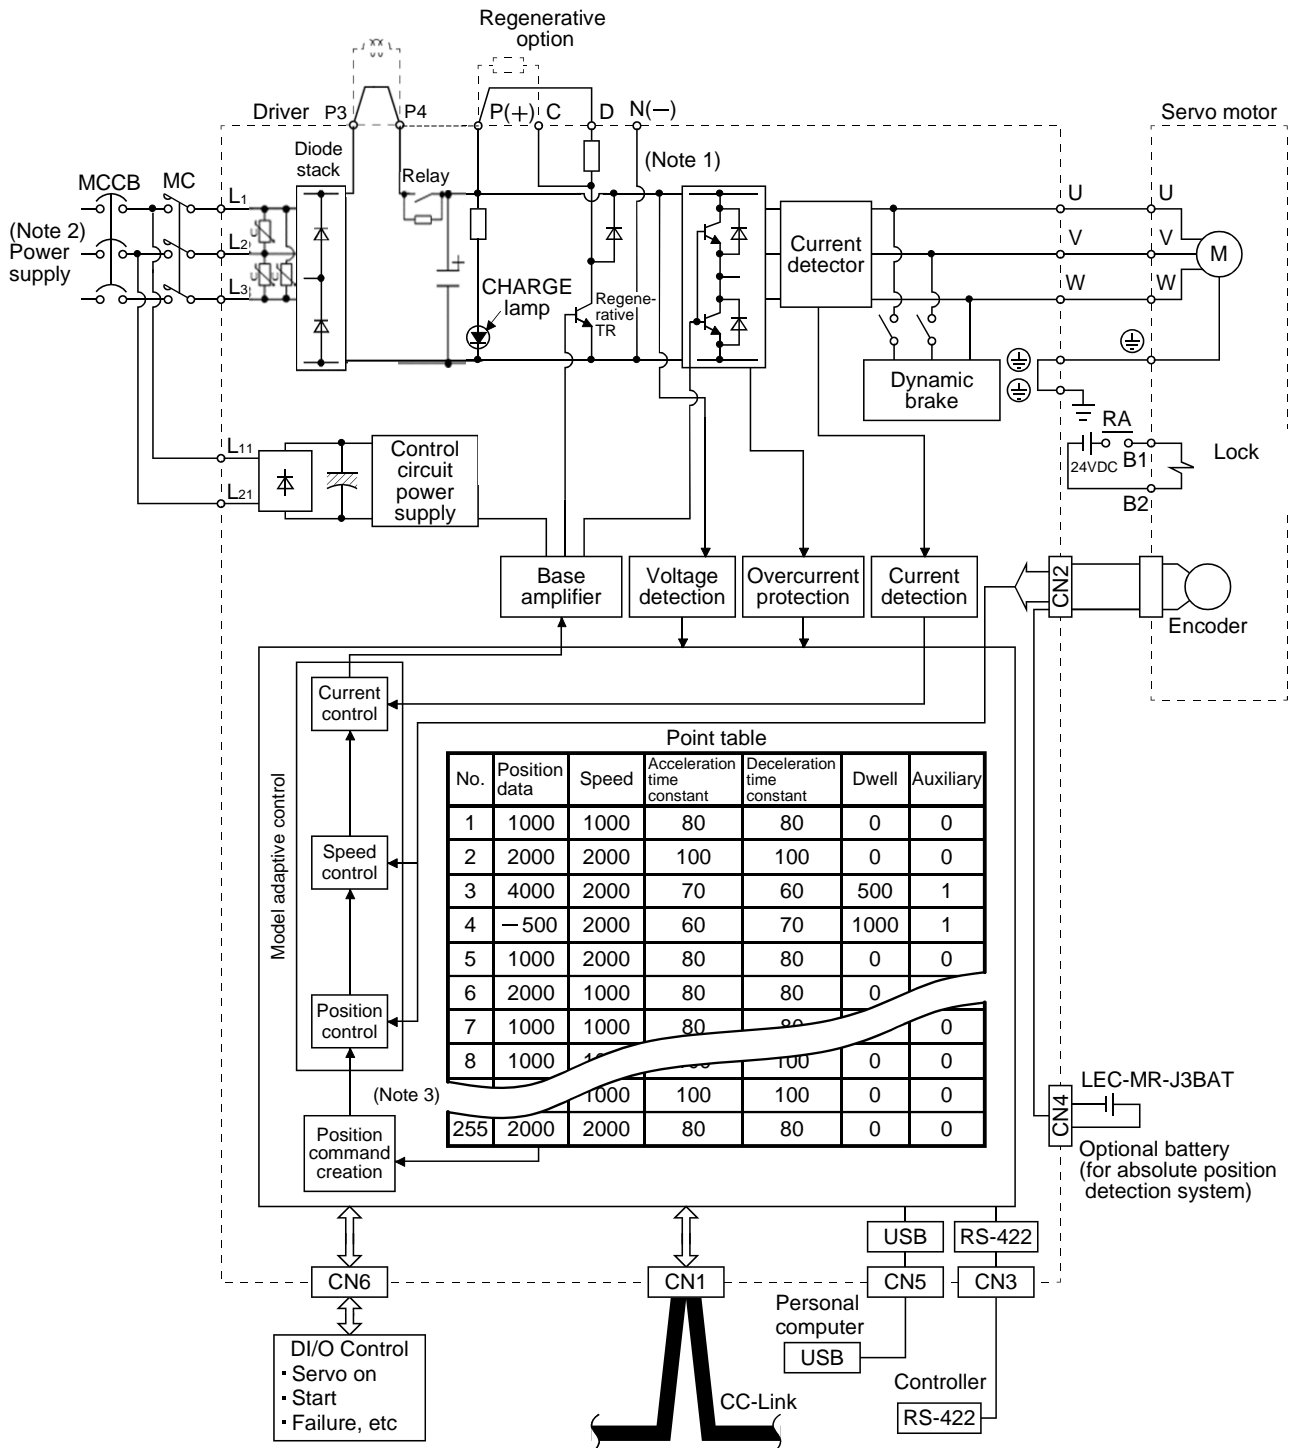 Regenerative
option
Driver
P3
P4
P(+)
C
D
N(−)
Servo motor
Diode
stack
(Note 1)
Relay
MCCB
MC
L1
U
U
(Note 2)
Power
supply
L2
Current
detector
V
V
M
L3
CHARGE
lamp
Regene-
rative
TR
W
W
Dynamic
brake
RA
24VDC
B1
Lock
B2
L11
Control
circuit
power
supply
L21
Base
amplifier
Voltage
detection
Overcurrent
protection
Current
detection
CN2
Encoder
Model adaptive control
Current
control
Speed
control
Position
control
Point table
No. Position data Speed Acceleration time constant Deceleration time constant Dwell Auxiliary
1 1000 1000 80 80 0 0
2 2000 2000 100 100 0 0
3 4000 2000 70 60 500 1
4 −500 2000 60 70 1000 1
5 1000 2000 80 80 0 0
6 2000 1000 80 80 0
7 1000 1000 80 80 0
8 1000 100 0 0
1000 100 100 0 0
255 2000 2000 80 80 0 0
(Note 3)
Position
command
creation
CN4
LEC-MR-J3BAT
Optional battery
(for absolute position
detection system)
USB
RS-422
CN6
CN1
CN5
CN3
DI/O Control
· Servo on
· Start
· Failure, etc
Personal
computer
USB
CC-Link
Controller
RS-422